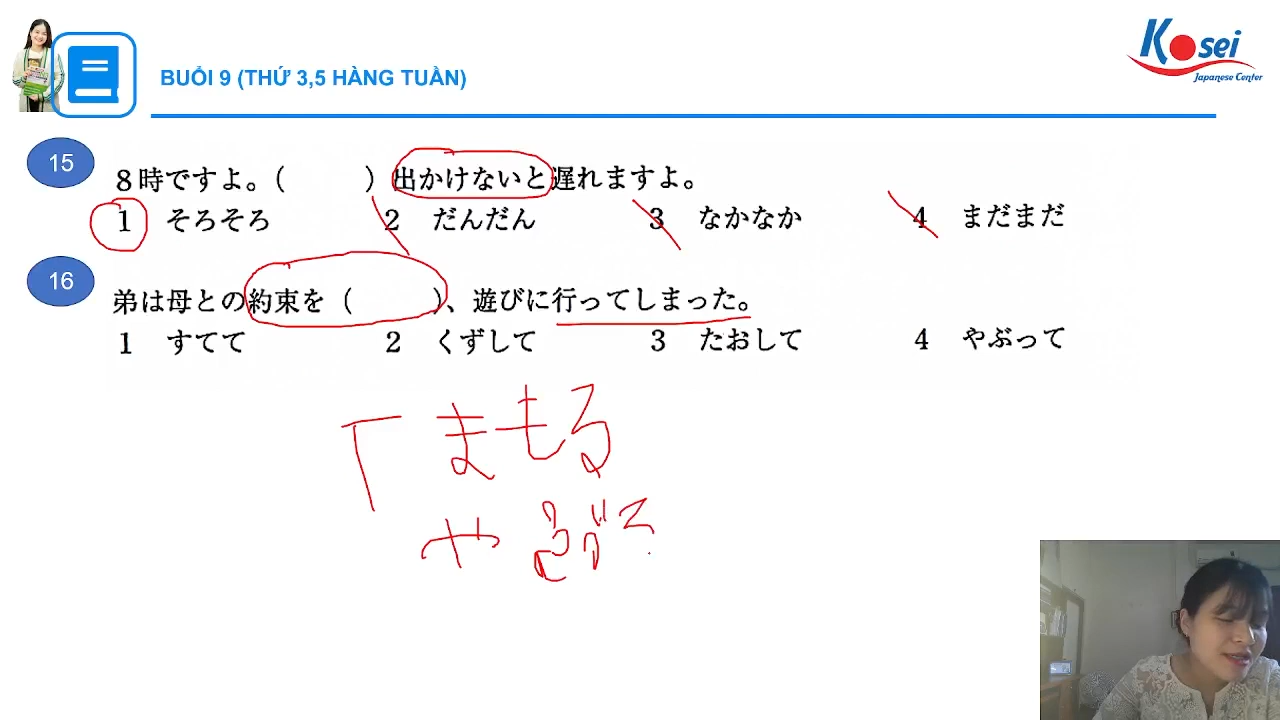 Kosei
Japanese Center
BUỔI 9 (THỨ 3,5 HÀNG TUẦN)
15
8時ですよ。( ) 出かけないと遅れますよ。
1 そろそろ 2 だんだん 3 なかなか 4 まだまだ
16
弟は母との約束を ( )、遊びに行ってしまった。
1 すてて 2 くずして 3 たおして 4 やぶって
まもる
やぶる